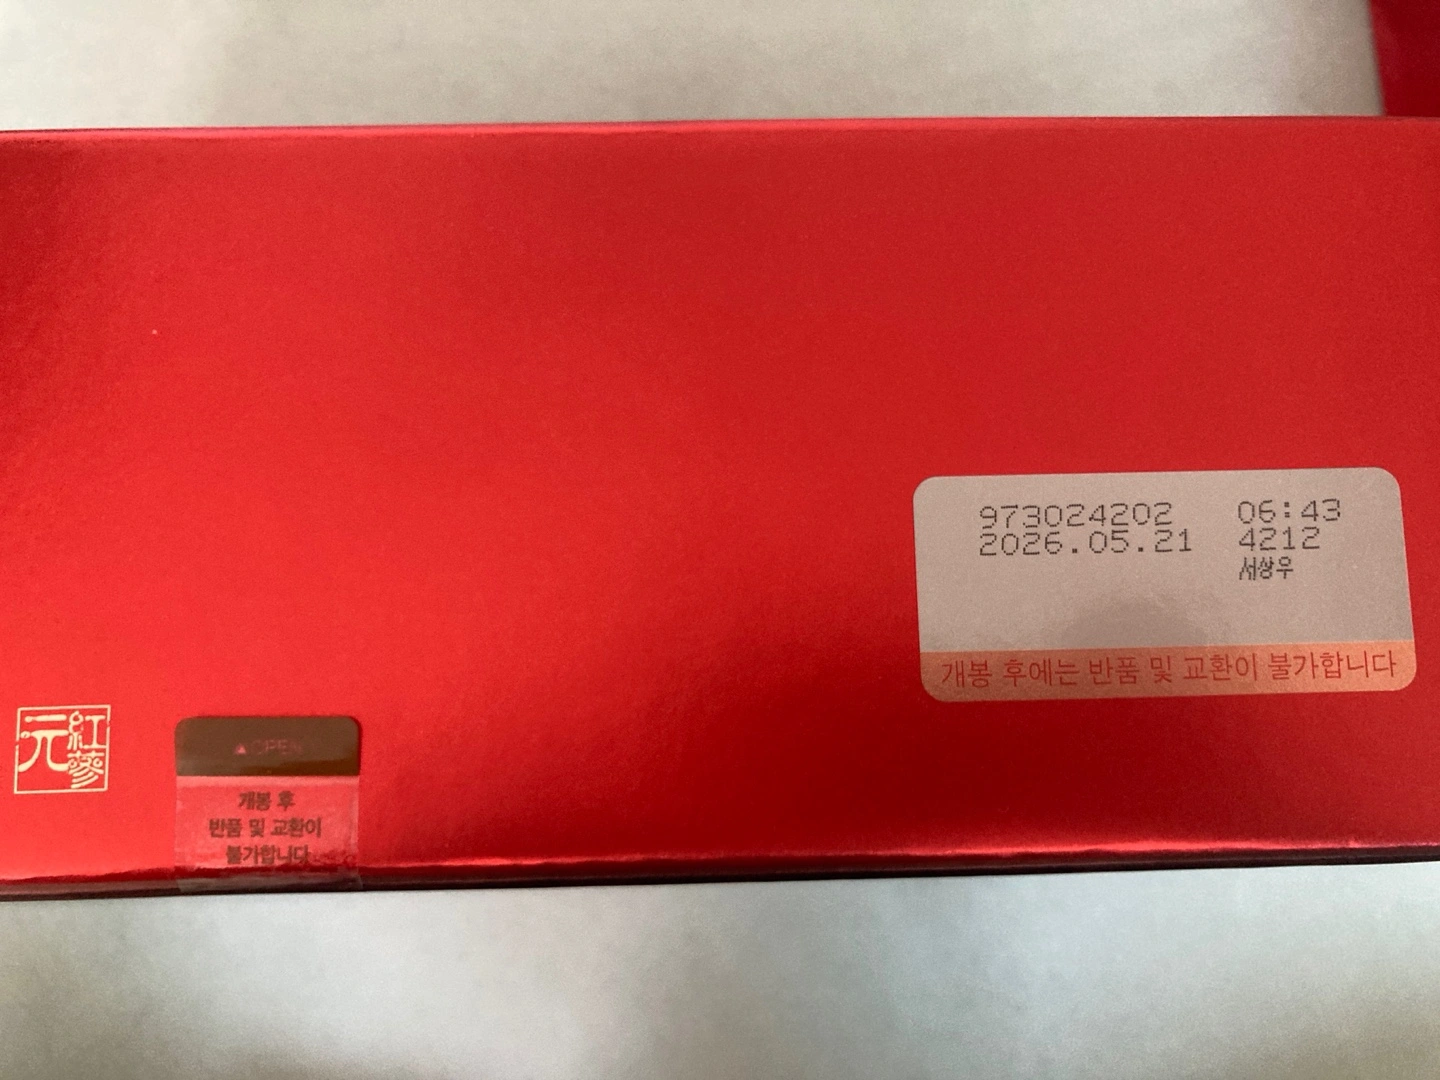 973024202 06:43
2026.05.21 4212
서상우
개봉 후에는 반품 및 교환이 불가합니다
元紅蔘
▲OPEN
개봉 후
반품 및 교환이
불가합니다